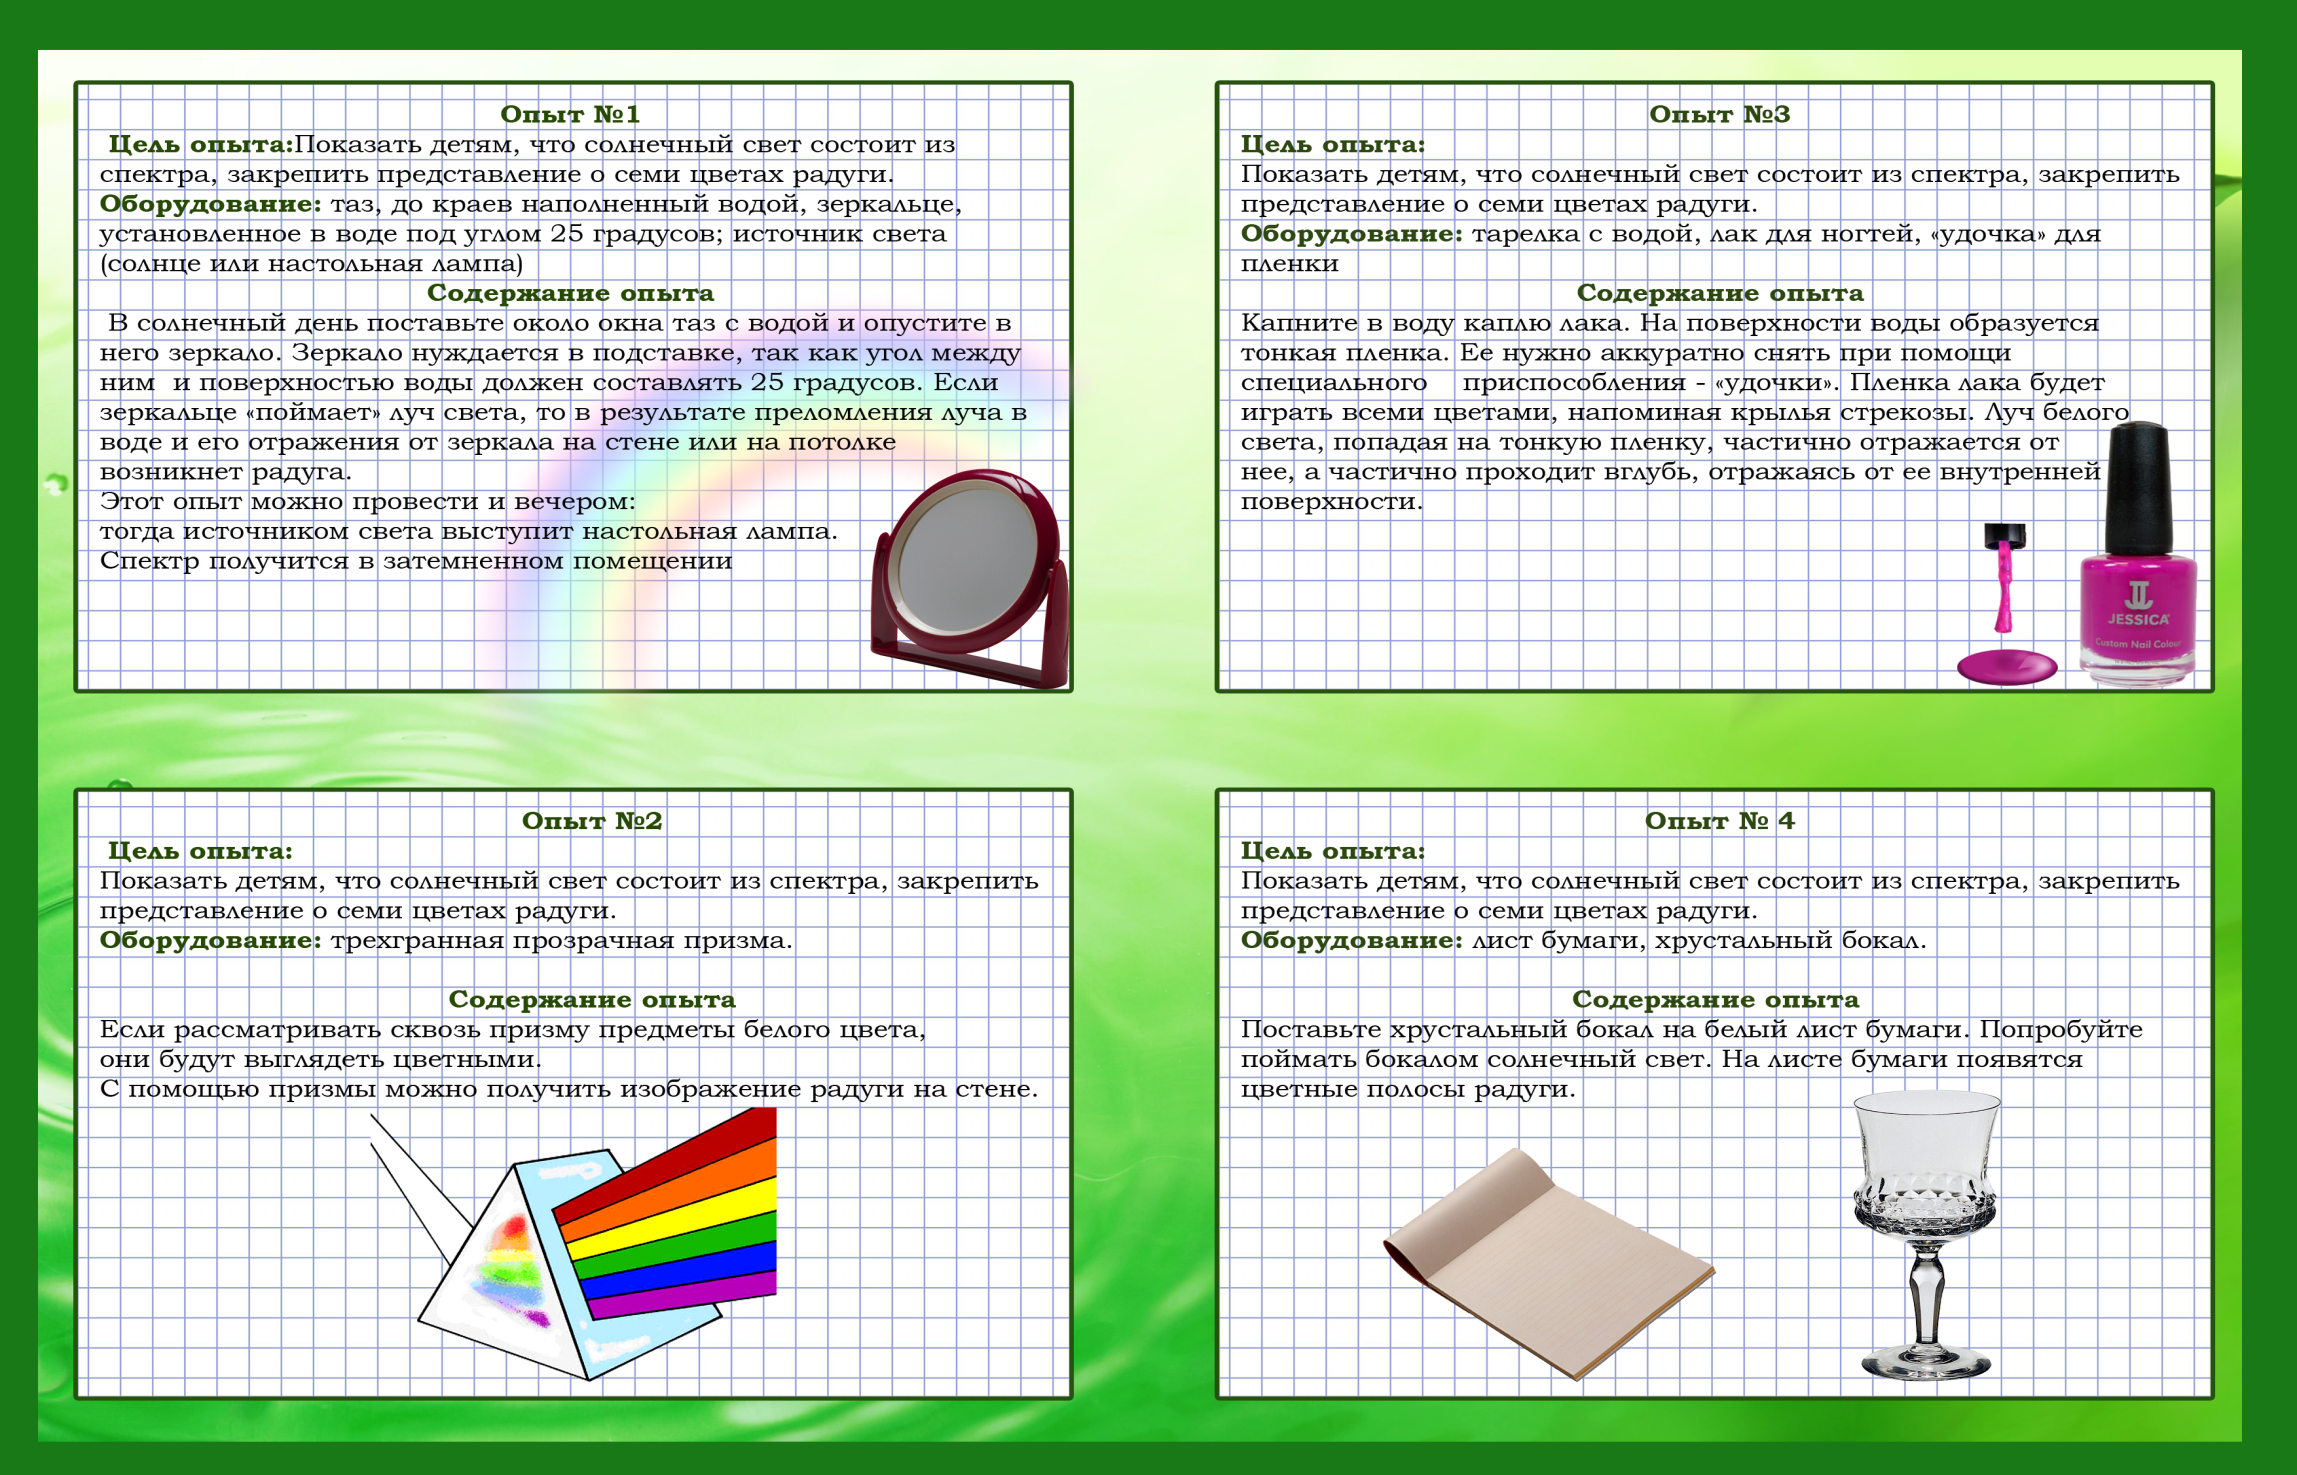 Опыт №1
Цель опыта:Показать детям, что солнечный свет состоит из
спектра, закрепить представление о семи цветах радуги.
Оборудование: таз, до краев наполненный водой, зеркальце,
установленное в воде под углом 25 градусов; источник света
(солнце или настольная лампа)
Содержание опыта
В солнечный день поставьте около окна таз с водой и опустите в
него зеркало. Зеркало нуждается в подставке, так как угол между
ним и поверхностью воды должен составлять 25 градусов. Если
зеркальце «поймает» луч света, то в результате преломления луча в
воде и его отражения от зеркала на стене или на потолке
возникнет радуга.
Этот опыт можно провести и вечером:
тогда источником света выступит настольная лампа.
Спектр получится в затемненном помещении
Опыт №2
Цель опыта:
Показать детям, что солнечный свет состоит из спектра, закрепить
представление о семи цветах радуги.
Оборудование: трехгранная прозрачная призма.
Содержание опыта
Если рассматривать сквозь призму предметы белого цвета,
они будут выглядеть цветными.
С помощью призмы можно получить изображение радуги на стене.
Опыт №3
Цель опыта:
Показать детям, что солнечный свет состоит из спектра, закрепить
представление о семи цветах радуги.
Оборудование: тарелка с водой, лак для ногтей, «удочка» для
пленки
Содержание опыта
Капните в воду каплю лака. На поверхности воды образуется
тонкая пленка. Ее нужно аккуратно снять при помощи
специального приспособления - «удочки». Пленка лака будет
играть всеми цветами, напоминая крылья стрекозы. Луч белого
света, попадая на тонкую пленку, частично отражается от
нее, а частично проходит вглубь, отражаясь от ее внутренней
поверхности.
JESSICA
Custom Nail Colour
Опыт № 4
Цель опыта:
Показать детям, что солнечный свет состоит из спектра, закрепить
представление о семи цветах радуги.
Оборудование: лист бумаги, хрустальный бокал.
Содержание опыта
Поставьте хрустальный бокал на белый лист бумаги. Попробуйте
поймать бокалом солнечный свет. На листе бумаги появятся
цветные полосы радуги.